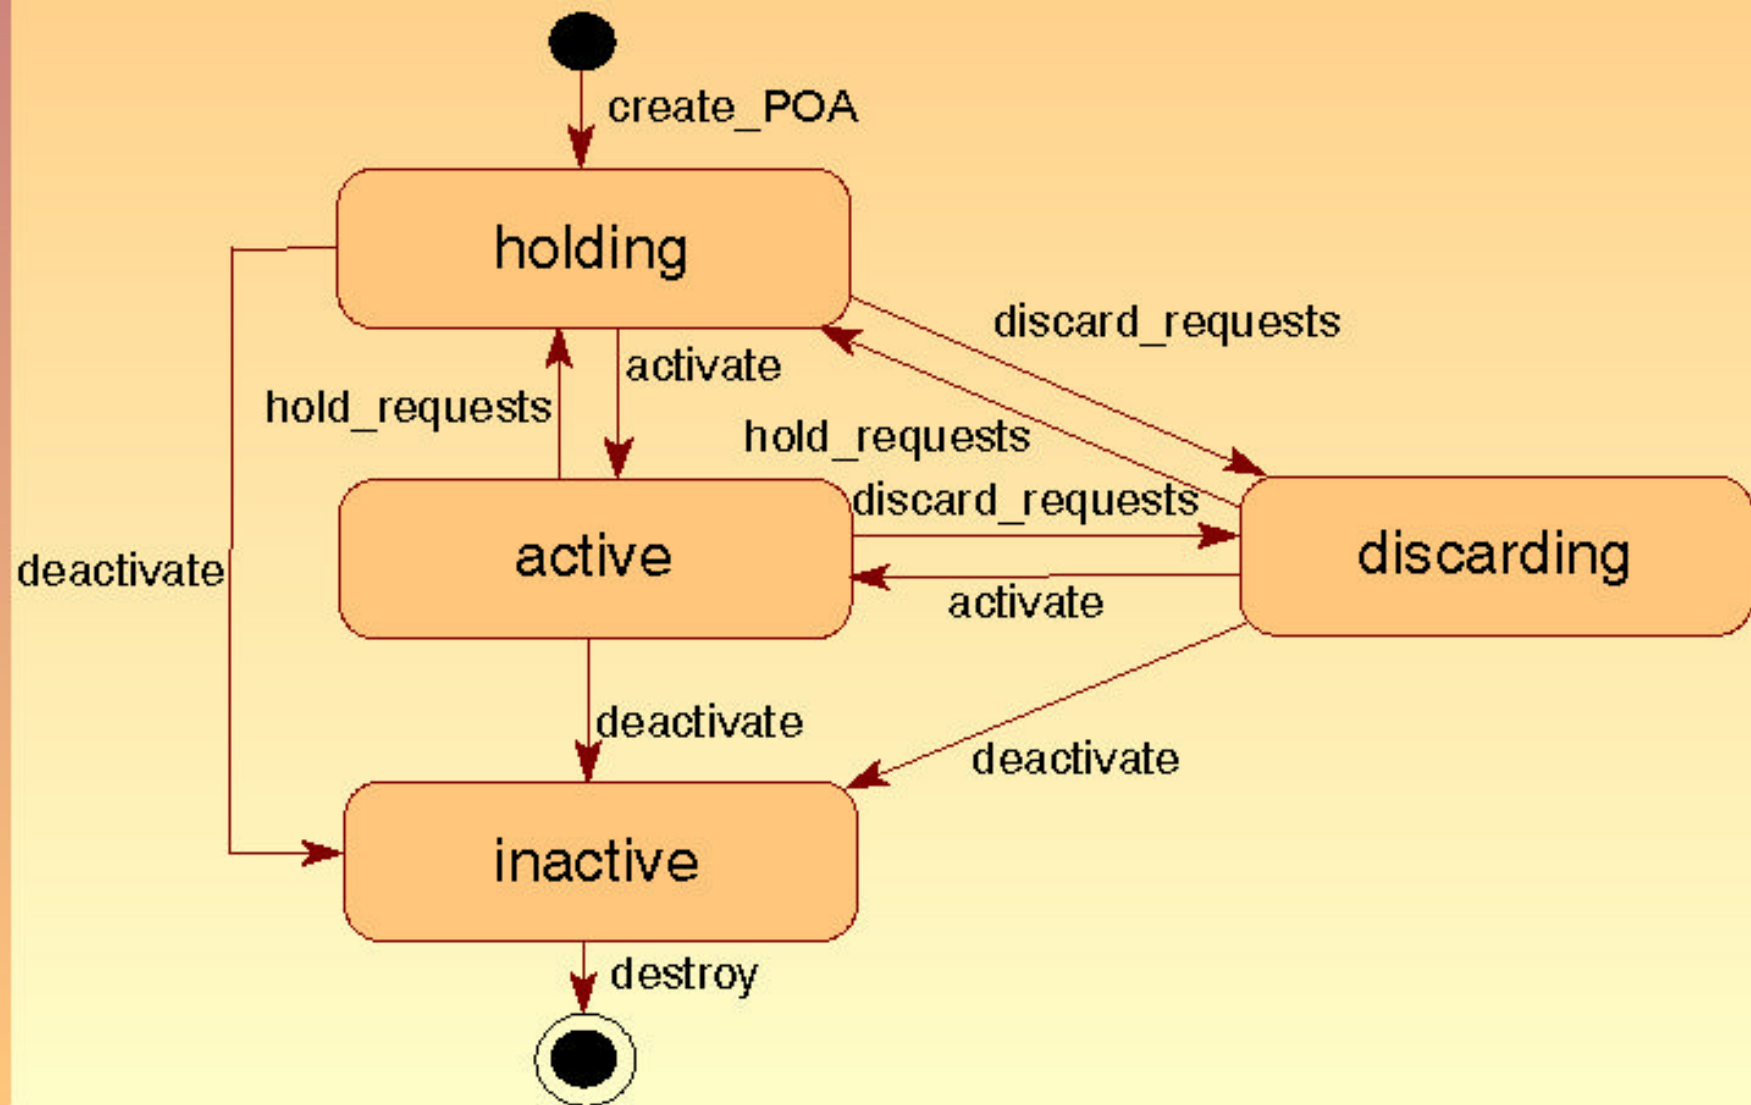 create_POA
holding
discard_requests
activate
hold_requests
hold_requests
discard_requests
active
discarding
deactivate
activate
deactivate
deactivate
inactive
destroy